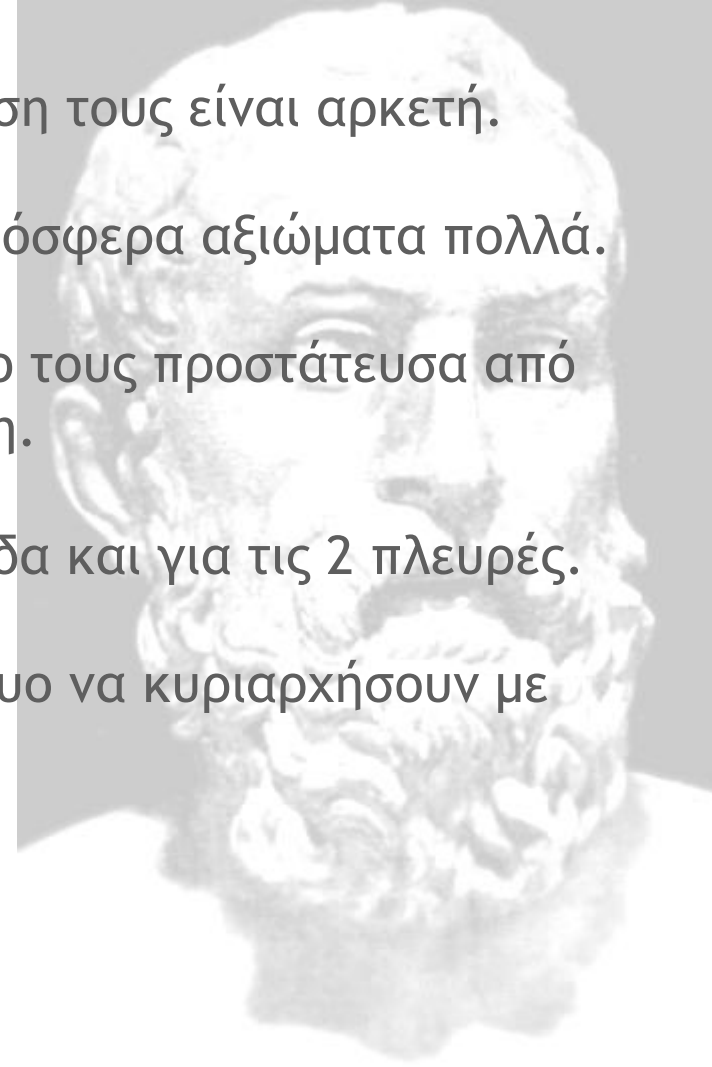 ση τους είναι αρκετή.
όσφερα αξιώματα πολλά.
τους προστάτευσα από
η.
δα και για τις 2 πλευρές.
υο να κυριαρχήσουν με